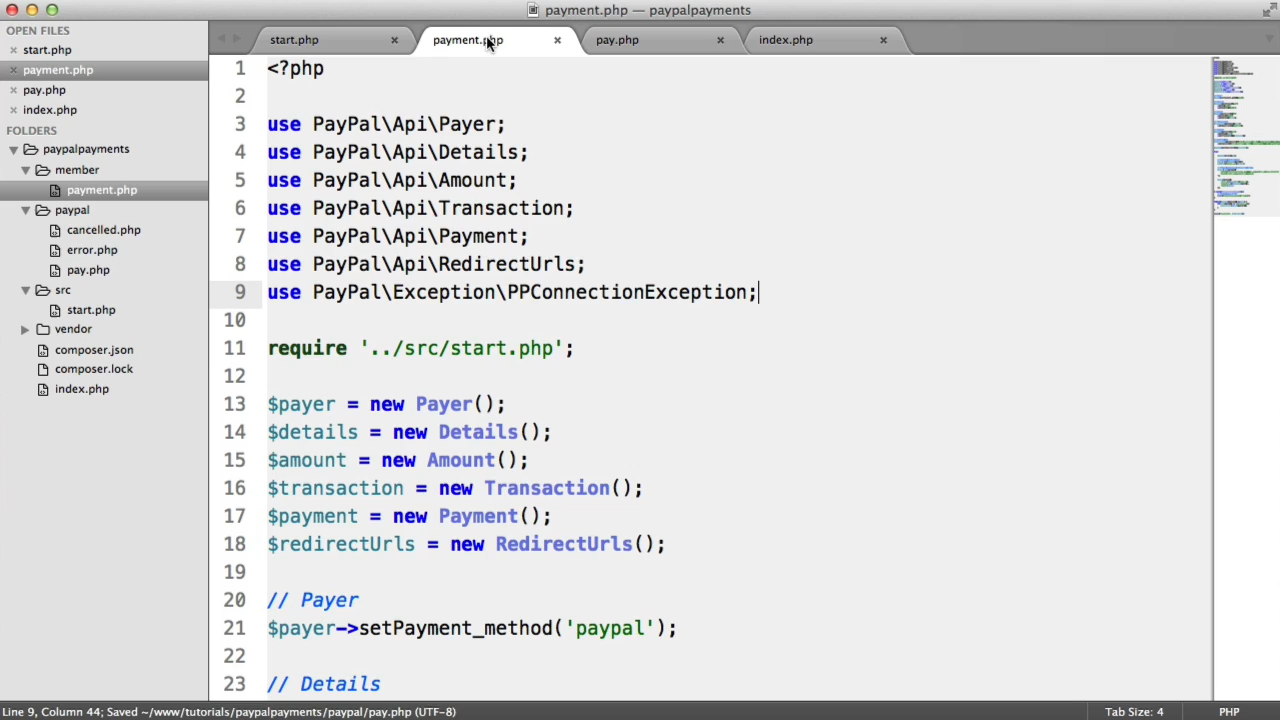 payment.php — paypalpayments
OPEN FILES
start.php
payment.php
pay.php
index.php
FOLDERS
paypalpayments
member
payment.php
paypal
cancelled.php
error.php
pay.php
src
start.php
vendor
composer.json
composer.lock
index.php
start.php
payment.php
pay.php
index.php
1 <?php
2
3 use PayPal\Api\Payer;
4 use PayPal\Api\Details;
5 use PayPal\Api\Amount;
6 use PayPal\Api\Transaction;
7 use PayPal\Api\Payment;
8 use PayPal\Api\RedirectUrls;
9 use PayPal\Exception\PPConnectionException;
10
11 require '../src/start.php';
12
13 $payer = new Payer();
14 $details = new Details();
15 $amount = new Amount();
16 $transaction = new Transaction();
17 $payment = new Payment();
18 $redirectUrls = new RedirectUrls();
19
20 // Payer
21 $payer->setPayment_method('paypal');
22
23 // Details
Line 9, Column 44; Saved ~/www/tutorials/paypalpayments/paypal/pay.php (UTF-8)
Tab Size: 4
PHP